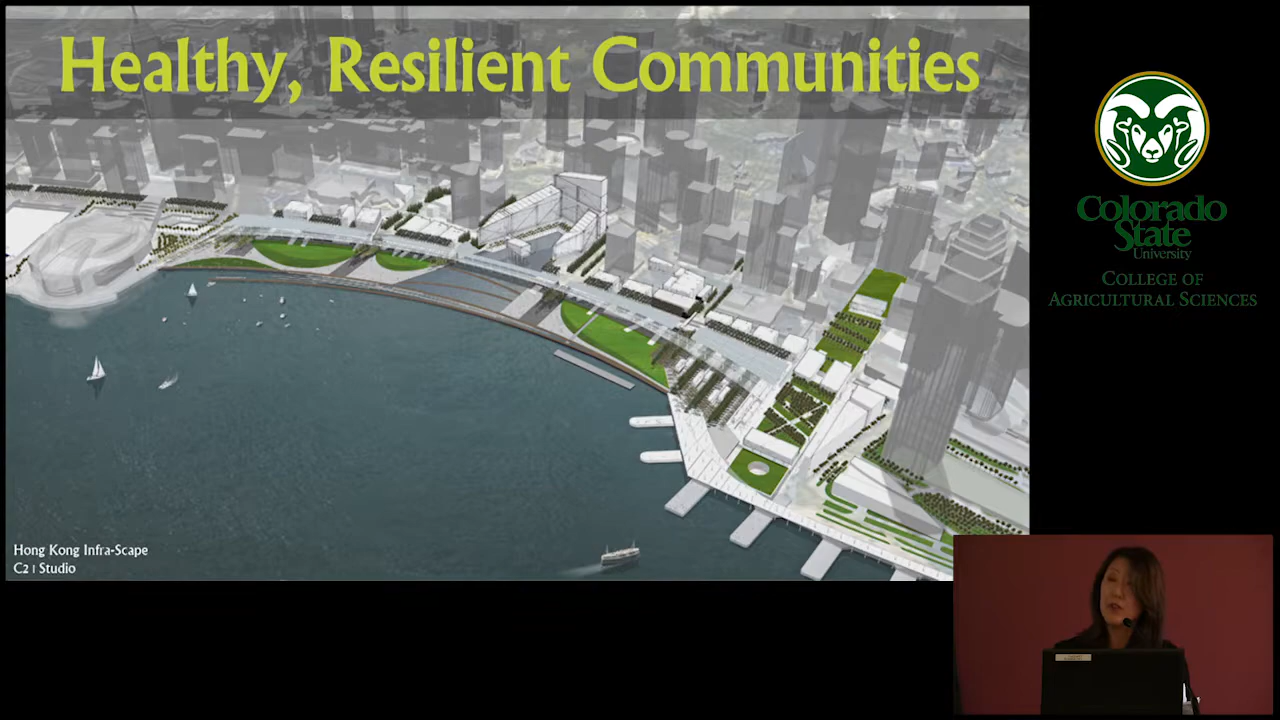 Healthy, Resilient Communities
Colorado
State
University
COLLEGE OF
AGRICULTURAL SCIENCES
Hong Kong Infra-Scape
C2 | Studio